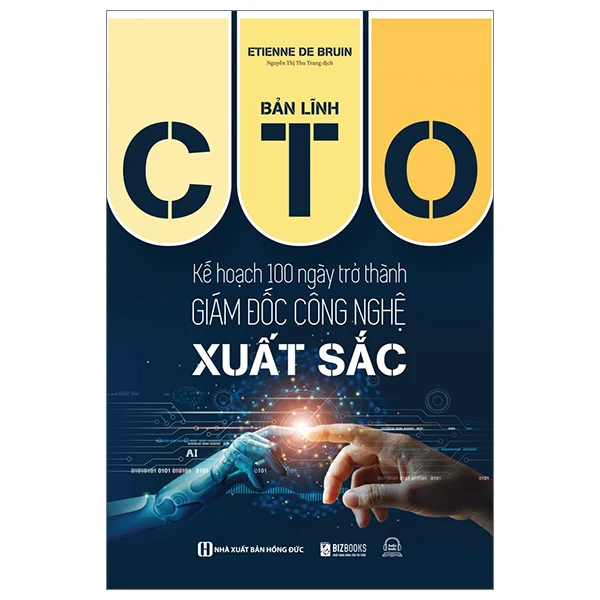 ETIENNE DE BRUIN
Nguyễn Thị Thu Trang dịch
BẢN LĨNH
CTO
Kế hoạch 100 ngày trở thành
GIÁM ĐỐC CÔNG NGHỆ
XUẤT SẮC
AI
NHÀ XUẤT BẢN HỒNG ĐỨC
BIZBOOKS